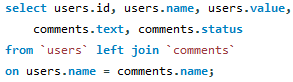 select users.id, users.name, users.value,
    comments.text, comments.status
from `users` left join `comments`
on users.name = comments.name;